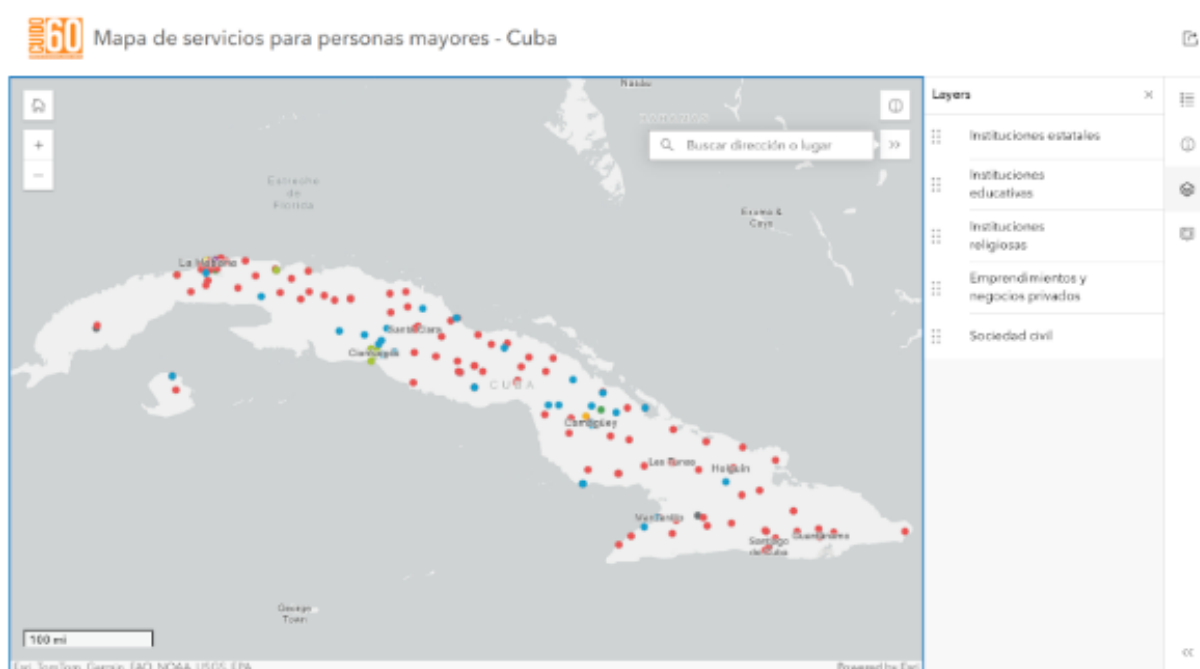 CUIDO60
Mapa de servicios para personas mayores - Cuba
Nassau
BAHAMAS
Buscar dirección o lugar
Estrecho
de
Florida
Exuma &
Cays
La Habana
Santa Clara
Cienfuegos
CUBA
Camagüey
Las Tunas
Holguín
Manzanillo
Santiago
de Cuba
Guantánamo
George
Town
100 mi
Esri, TomTom, Garmin, FAO, NOAA, USGS, EPA
Powered by Esri
Layers
Instituciones estatales
Instituciones
educativas
Instituciones
religiosas
Emprendimientos y
negocios privados
Sociedad civil